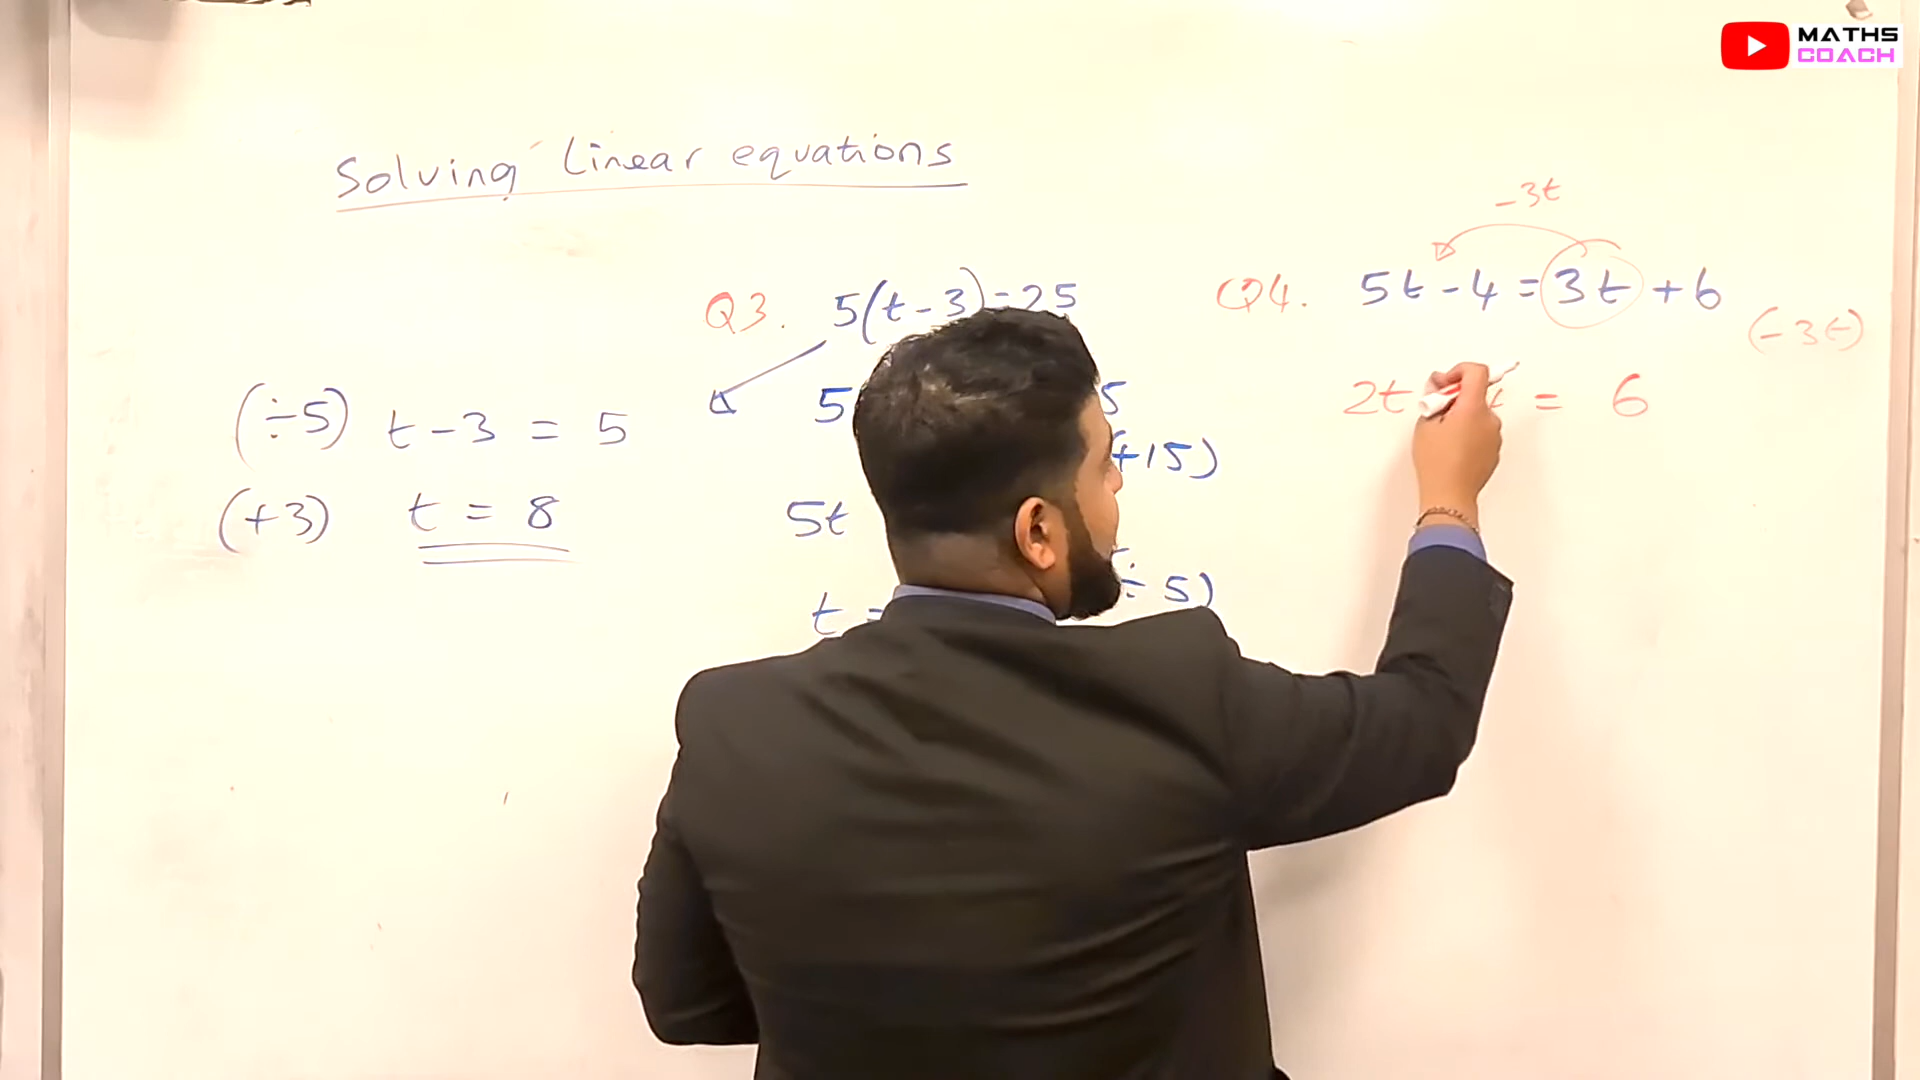 MATHS
COACH
Solving Linear equations
(÷5) t - 3 = 5
(+3) t = 8
Q3. 5(t - 3) = 25
5
5
(+15)
5t
÷ 5)
t =
-3t
Q4. 5t - 4 = 3t + 6
(-3t)
2t = 6